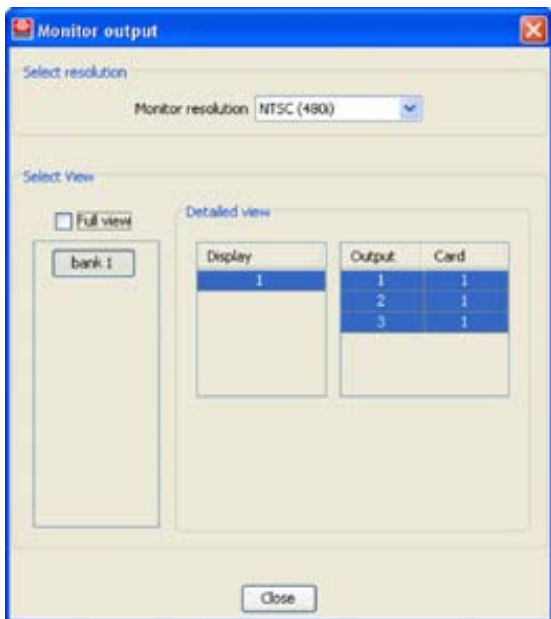 Monitor output
Select resolution
Monitor resolution NTSC (480i)
Select View
Full view
Detailed view
bank 1
Display
Output Card
1
1 1
2 1
3 1
Close